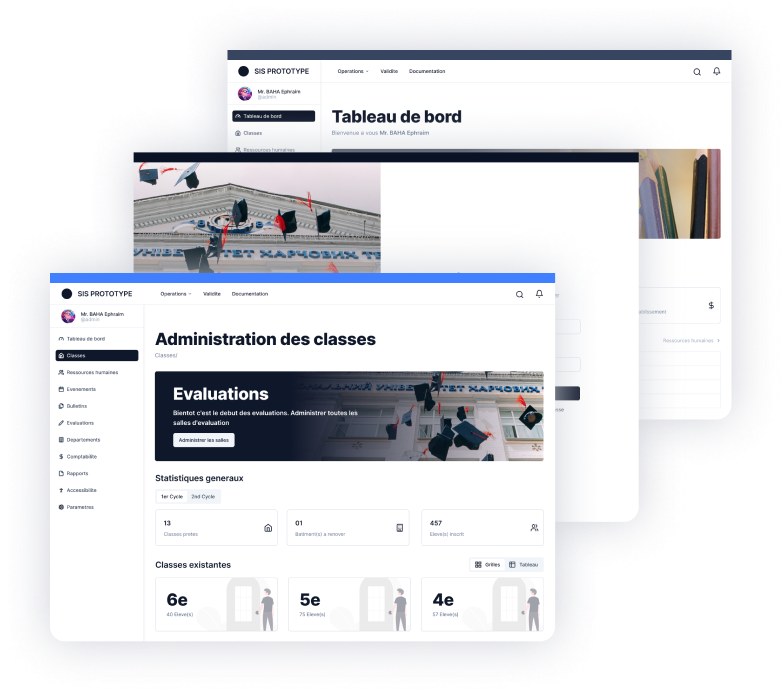 SIS PROTOTYPE
Operations
Validite
Documentation
Mr. BAHA Ephraim
@admin
Tableau de bord
Classes
Ressources humaines
Tableau de bord
Bienvenue a vous Mr. BAHA Ephraim
$
Ressources humaines
SIS PROTOTYPE
Operations
Validite
Documentation
Mr. BAHA Ephraim
@admin
Tableau de bord
Classes
Ressources humaines
Evenements
Bulletins
Evaluations
Departements
$ Comptabilite
Rapports
Accessibilite
Parametres
Administration des classes
Classes/
Evaluations
Bientot c'est le debut des evaluations. Administrer toutes les
salles d'evaluation
Administrer les salles
Statistiques generaux
1er Cycle
2nd Cycle
13
Classes pretes
01
Batiment(s) a renover
457
Eleve(s) inscrit
Classes existantes
Grilles
Tableau
6e
40 Eleve(s)
5e
75 Eleve(s)
4e
57 Eleve(s)